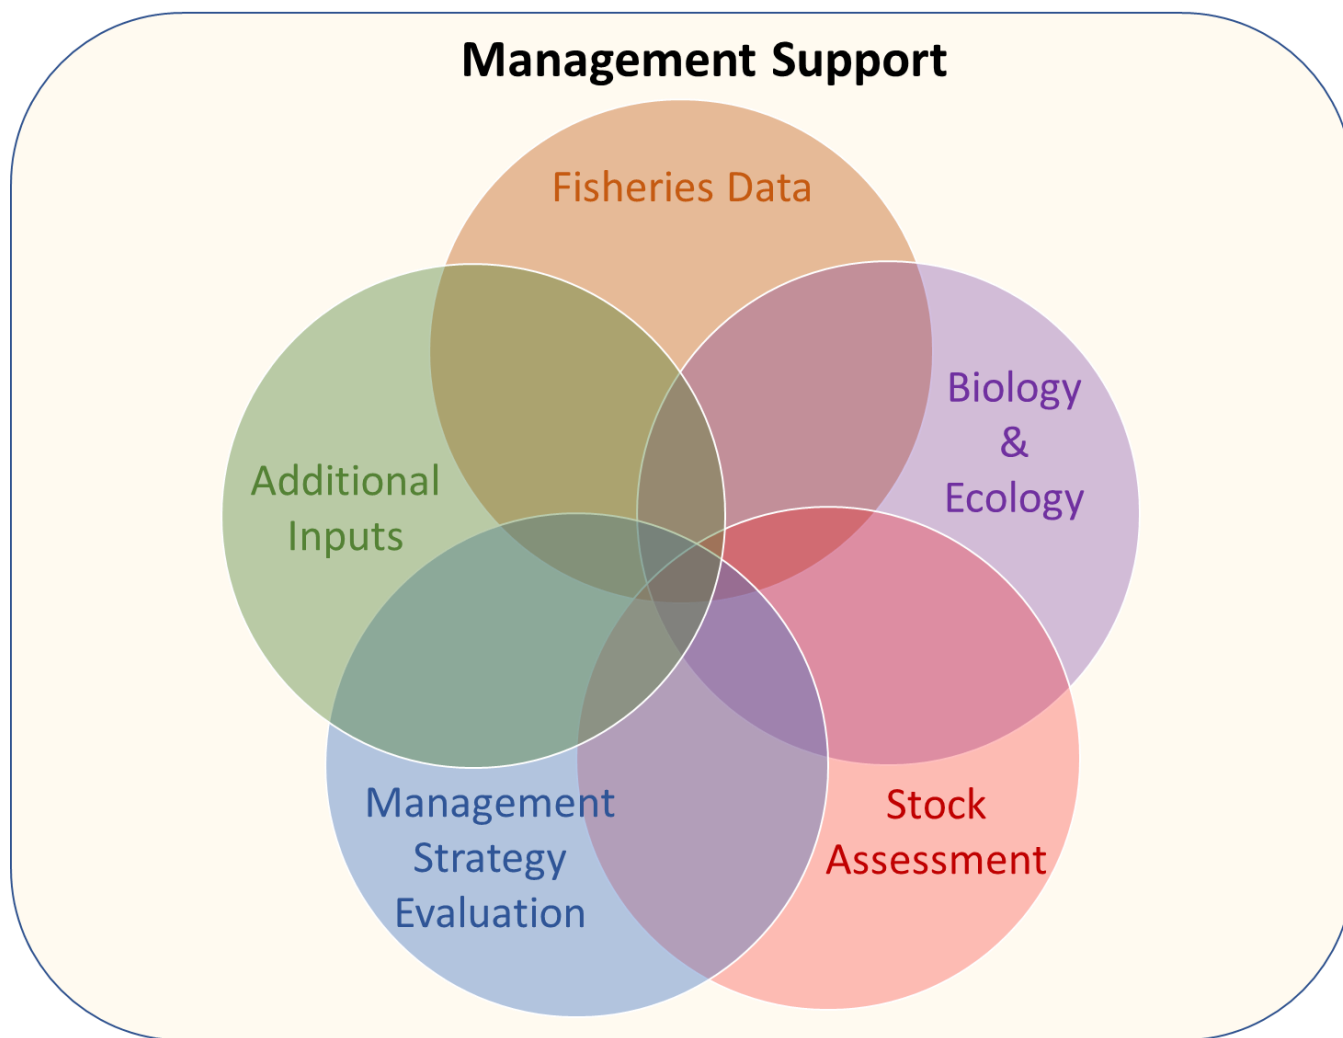 Management Support
Fisheries Data
Biology
&
Ecology
Additional
Inputs
Management
Strategy
Evaluation
Stock
Assessment